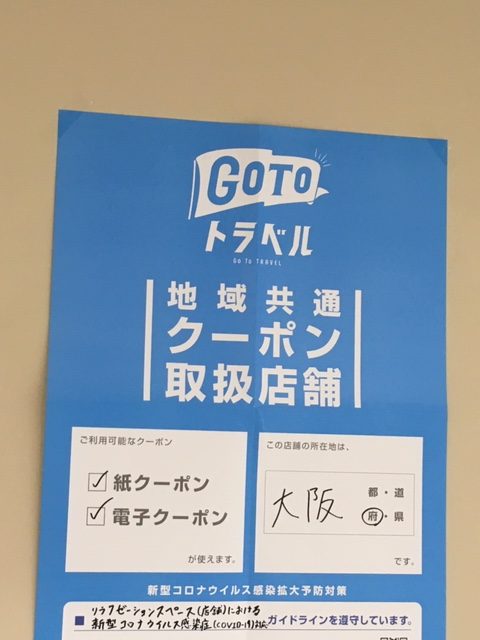 GOTO
トラベル
Go To TRAVEL
地域共通
クーポン
取扱店舗
ご利用可能なクーポン
紙クーポン
電子クーポン
が使えます。
この店舗の所在地は、
大阪 都・道
府・県
です。
新型コロナウイルス感染拡大予防対策
リラクゼーションスペース(店舗)における
新型コロナウイルス感染症(COVID-19)対応 ガイドラインを遵守しています。